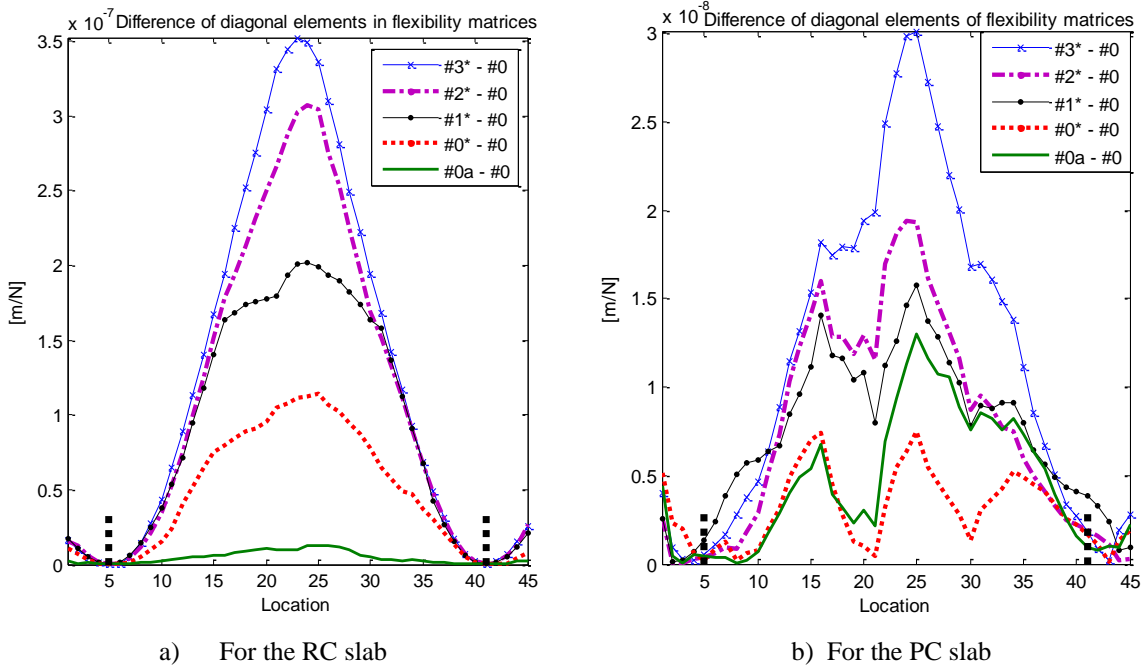 x 10^-7
Difference of diagonal elements in flexibility matrices
3.5
3
2.5
2
1.5
1
0.5
0
[m/N]
#3* - #0
#2* - #0
#1* - #0
#0* - #0
#0a - #0
5 10 15 20 25 30 35 40 45
Location
a) For the RC slab
x 10^-8
Difference of diagonal elements of flexibility matrices
3
2.5
2
1.5
1
0.5
0
[m/N]
#3* - #0
#2* - #0
#1* - #0
#0* - #0
#0a - #0
5 10 15 20 25 30 35 40 45
Location
b) For the PC slab